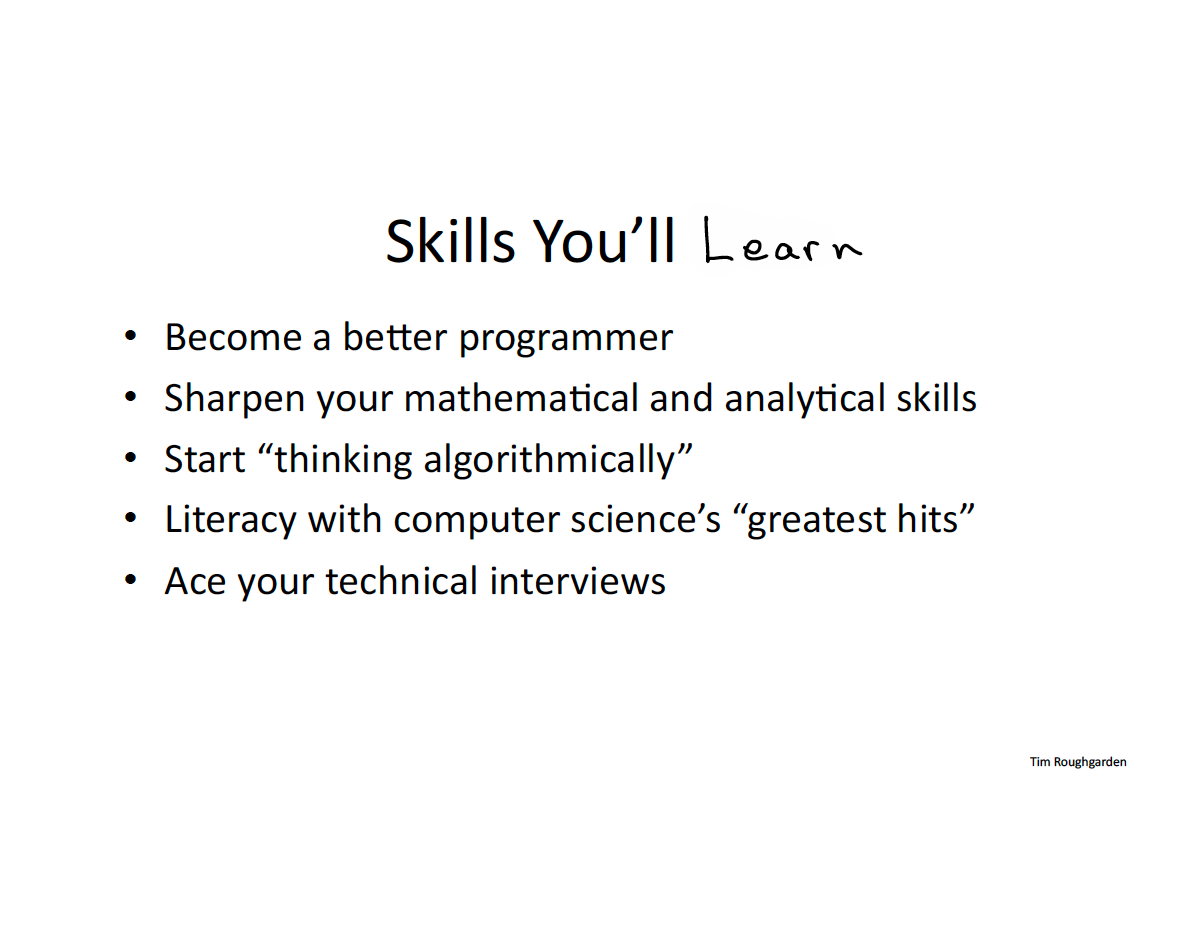 Skills You’ll Learn
• Become a better programmer
• Sharpen your mathematical and analytical skills
• Start “thinking algorithmically”
• Literacy with computer science’s “greatest hits”
• Ace your technical interviews
Tim Roughgarden